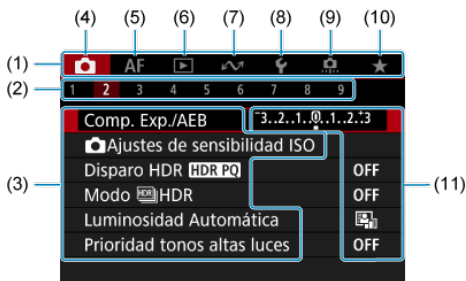 (4) (5) (6) (7) (8) (9) (10)
(1) AF
(2) 1 2 3 4 5 6 7 8 9
Comp. Exp./AEB -3..2..1..0..1..2..+3
Ajustes de sensibilidad ISO
Disparo HDR HDR PQ OFF
(3) (11)
Modo HDR HDR OFF
Luminosidad Automática
Prioridad tonos altas luces OFF